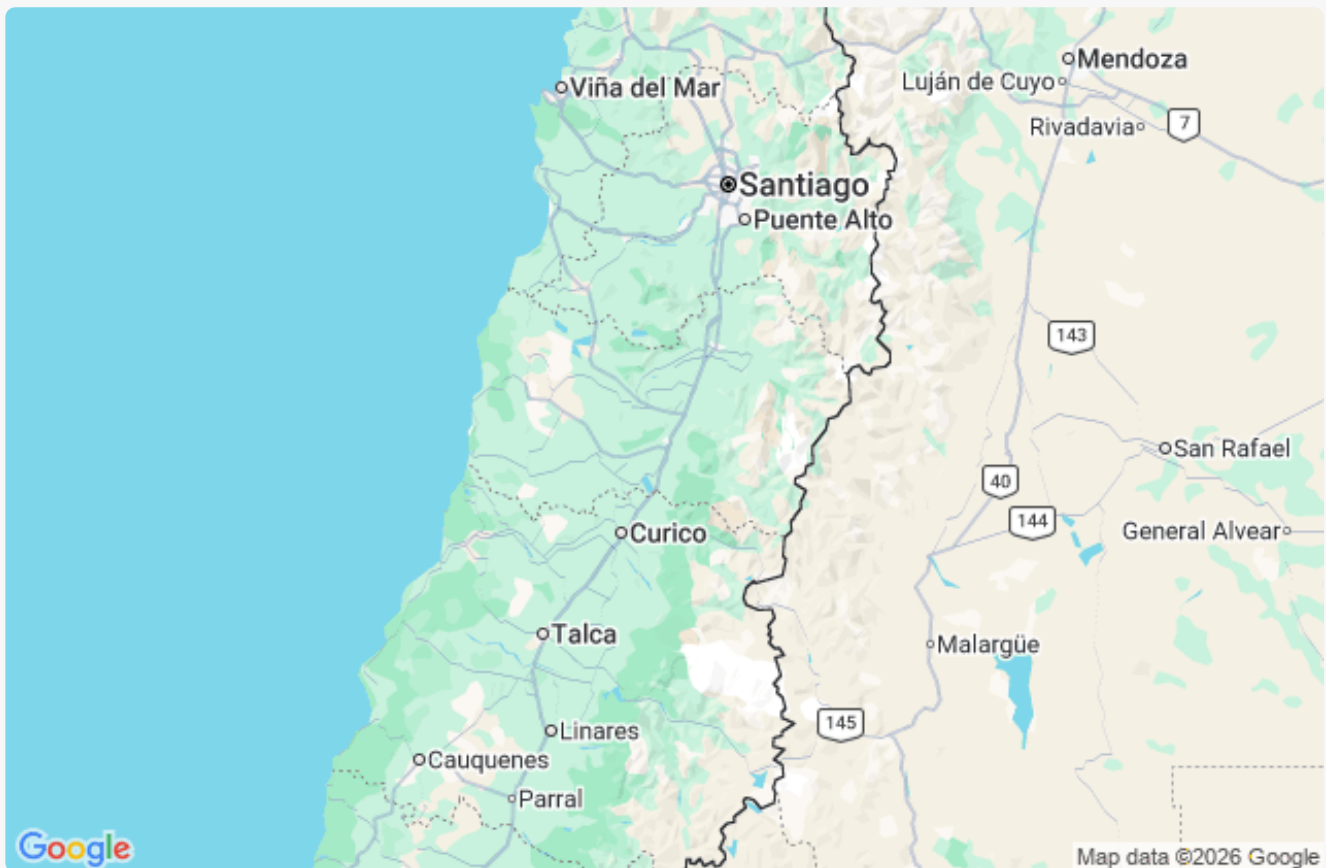 Mendoza
Viña del Mar
Luján de Cuyo
Rivadavia
7
Santiago
Puente Alto
143
San Rafael
40
144
Curico
General Alvear
Talca
Malargüe
145
Linares
Cauquenes
Parral
Google
Map data ©2026 Google